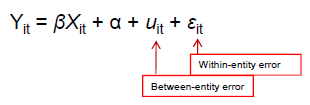 Yit = βXit + α + uit + εit
Within-entity error
Between-entity error